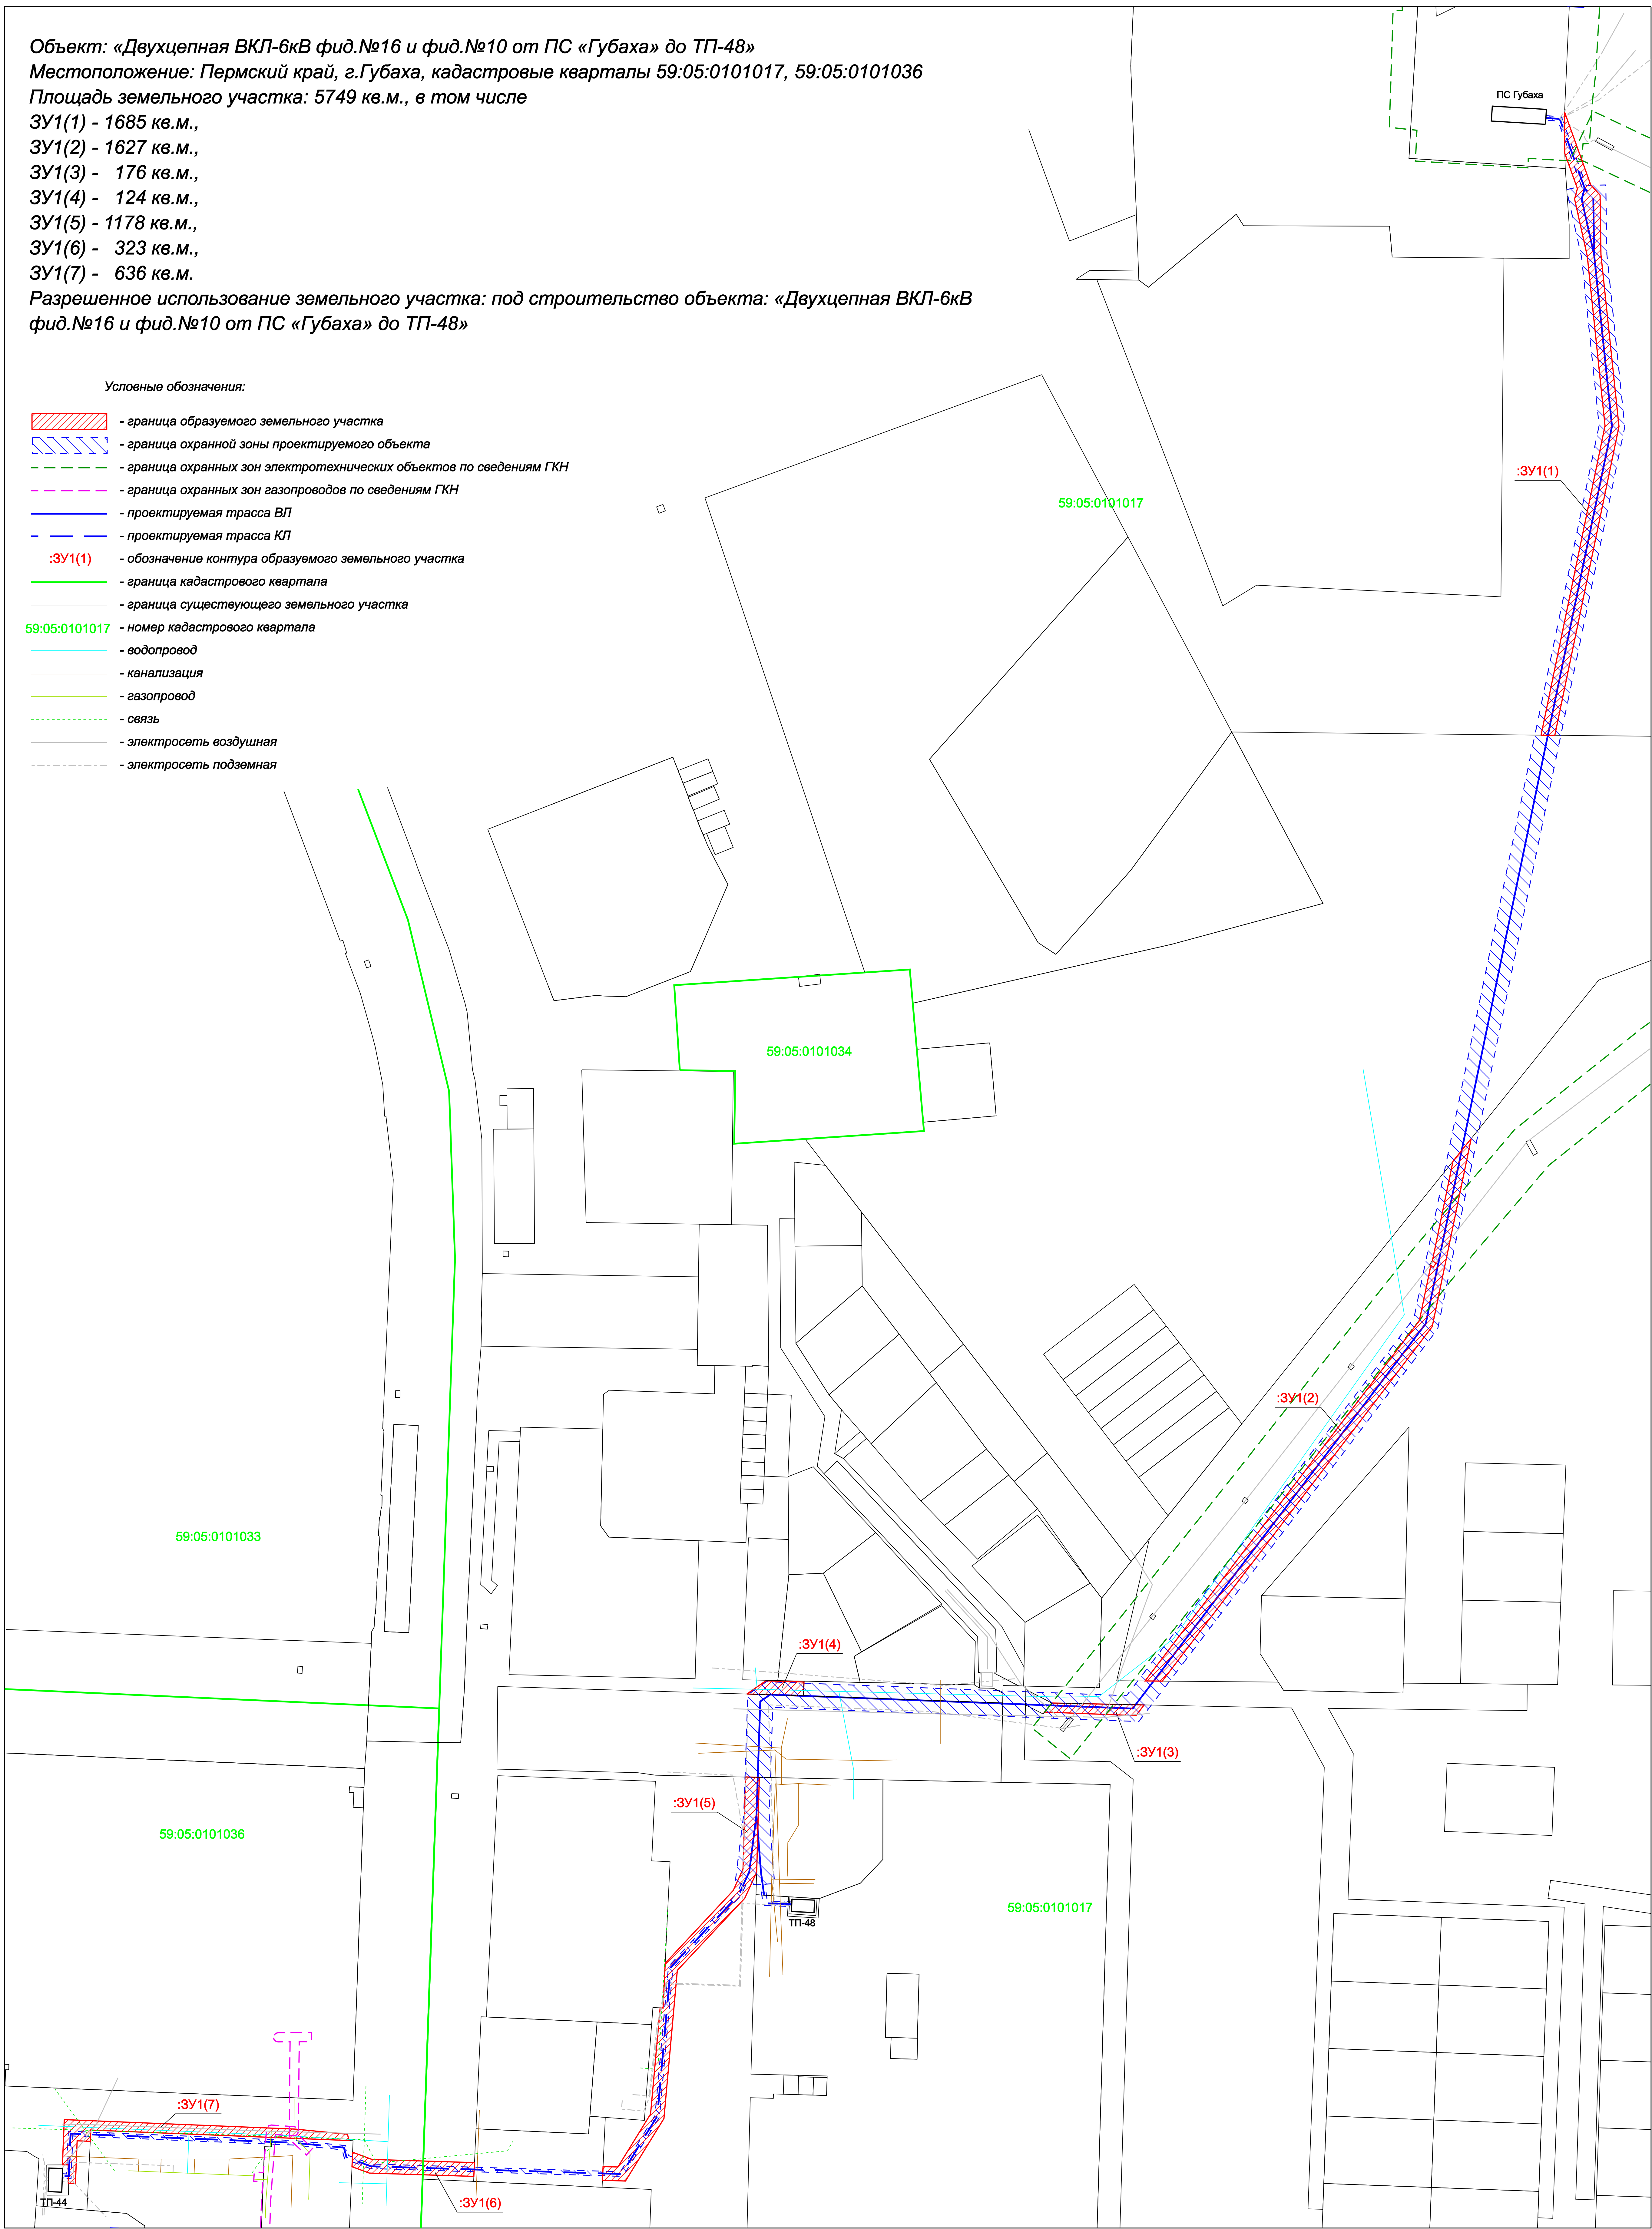 Объект: «Двухцепная ВКЛ-6кВ фид.№16 и фид.№10 от ПС «Губаха» до ТП-48»
Местоположение: Пермский край, г.Губаха, кадастровые кварталы 59:05:0101017, 59:05:0101036
Площадь земельного участка: 5749 кв.м., в том числе
ЗУ1(1) - 1685 кв.м.,
ЗУ1(2) - 1627 кв.м.,
ЗУ1(3) - 176 кв.м.,
ЗУ1(4) - 124 кв.м.,
ЗУ1(5) - 1178 кв.м.,
ЗУ1(6) - 323 кв.м.,
ЗУ1(7) - 636 кв.м.
Разрешенное использование земельного участка: под строительство объекта: «Двухцепная ВКЛ-6кВ
фид.№16 и фид.№10 от ПС «Губаха» до ТП-48»
Условные обозначения:
- граница образуемого земельного участка
- граница охранной зоны проектируемого объекта
- граница охранных зон электротехнических объектов по сведениям ГКН
- граница охранных зон газопроводов по сведениям ГКН
- проектируемая трасса ВЛ
- проектируемая трасса КЛ
:ЗУ1(1) - обозначение контура образуемого земельного участка
- граница кадастрового квартала
- граница существующего земельного участка
59:05:0101017 - номер кадастрового квартала
- водопровод
- канализация
- газопровод
- связь
- электросеть воздушная
- электросеть подземная
ПС Губаха
:ЗУ1(1)
59:05:0101017
59:05:0101034
:ЗУ1(2)
59:05:0101033
:ЗУ1(4)
:ЗУ1(3)
:ЗУ1(5)
59:05:0101036
59:05:0101017
ТП-48
:ЗУ1(7)
ТП-44
:ЗУ1(6)